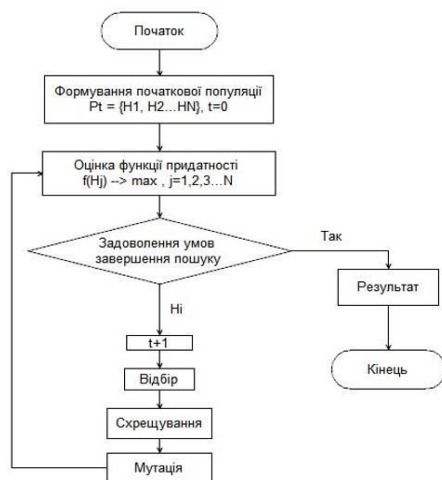 Початок
Формування початкової популяції
Pt = {H1, H2...HN}, t=0
Оцінка функції придатності
f(Hj) --> max , j=1,2,3...N
Задоволення умов
завершення пошуку
Так
Результат
Кінець
Ні
t+1
Відбір
Схрещування
Мутація